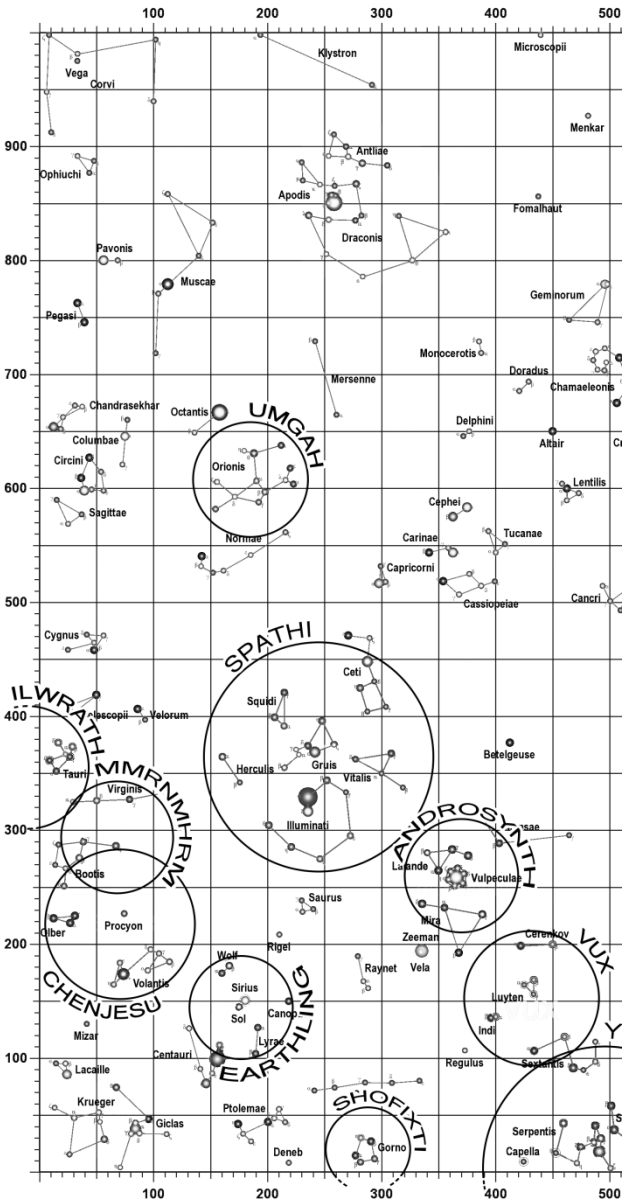 100 200 300 400 500
Klystron
Microscopii
Vega
Corvi
Menkar
900
Antliae
Ophiuchi
Apodis
Fomalhaut
Draconis
Pavonis
800
Muscae
Geminorum
Pegasi
Monocerotis
Mersenne
700
Doradus
Chamaeleonis
Chandrasekhar
Octantis
UMGAH
Columbae
Delphini
Altair
Circini
Orionis
600
Lentilis
Sagittae
Cephei
Normae
Carinae
Tucanae
Capricorni
Cassiopeiae
Cancri
500
Cygnus
SPATHI
Ceti
ILWRATH
Squidi
400
Velorum
Betelgeuse
Tauri
MMRNMHRM
Virginis
Herculis
Gruis
Vitalis
300
Illuminati
ANDROSYNTH
Lalande
Bootis
Vulpeculae
Saurus
Olber
Procyon
Mira
Cerenkov
200
Rigel
Zeeman
VUX
Wolf
Vela
Volantis
Raynet
Sirius
Luyten
CHENJESU
Sol
EARTHLING
Indi
Mizar
Lyrae
100
Centauri
Regulus
Sextantis
Lacaille
SHOFIXTI
Krueger
Giclas
Ptolemae
Serpentis
Gorno
Deneb
Capella